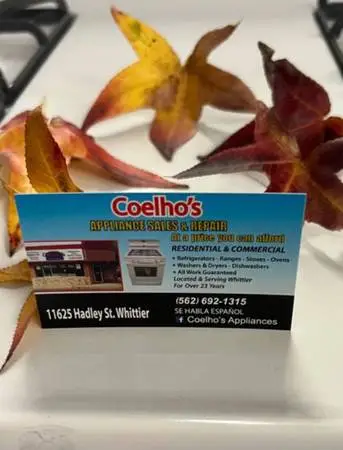 Coelho's
APPLIANCE SALES & REPAIR
At a price you can afford
RESIDENTIAL & COMMERCIAL
• Refrigerators - Ranges - Stoves - Ovens
• Washers & Dryers - Dishwashers
• All Work Guaranteed
Located & Serving Whittier
For Over 23 Years
(562) 692-1315
11625 Hadley St. Whittier
SE HABLA ESPAÑOL
f Coelho's Appliances